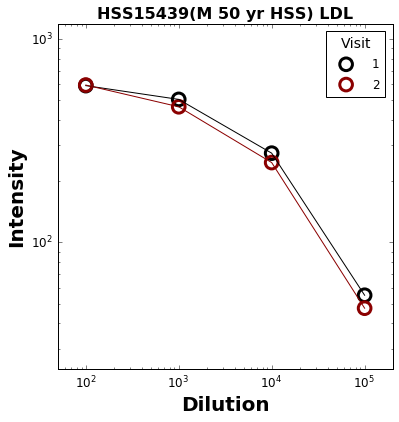 HSS15439(M 50 yr HSS) LDL
Visit
1
2
10³
10²
Intensity
10² 10³ 10⁴ 10⁵
Dilution